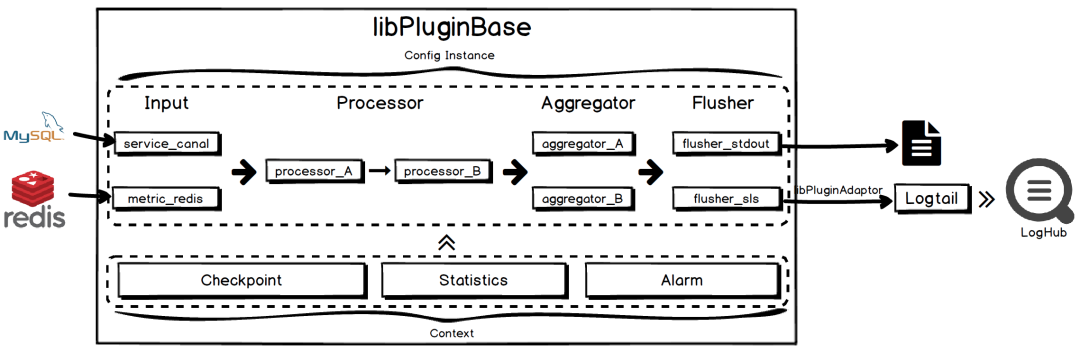 libPluginBase
Config Instance
Input
Processor
Aggregator
Flusher
MySQL
service_canal
aggregator_A
flusher_stdout
processor_A
processor_B
redis
metric_redis
aggregator_B
flusher_sls
libPluginAdaptor
Logtail
LogHub
Checkpoint
Statistics
Alarm
Context